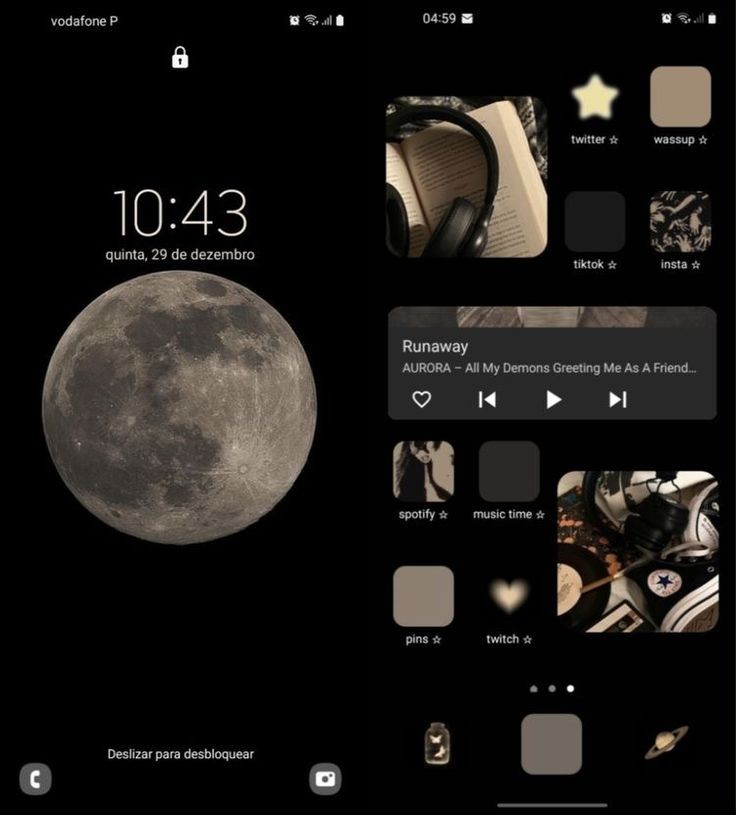 vodafone P
10:43
quinta, 29 de dezembro
Deslizar para desbloquear
04:59
twitter ☆
wassup ☆
tiktok ☆
insta ☆
Runaway
AURORA – All My Demons Greeting Me As A Friend...
spotify ☆
music time ☆
pins ☆
twitch ☆